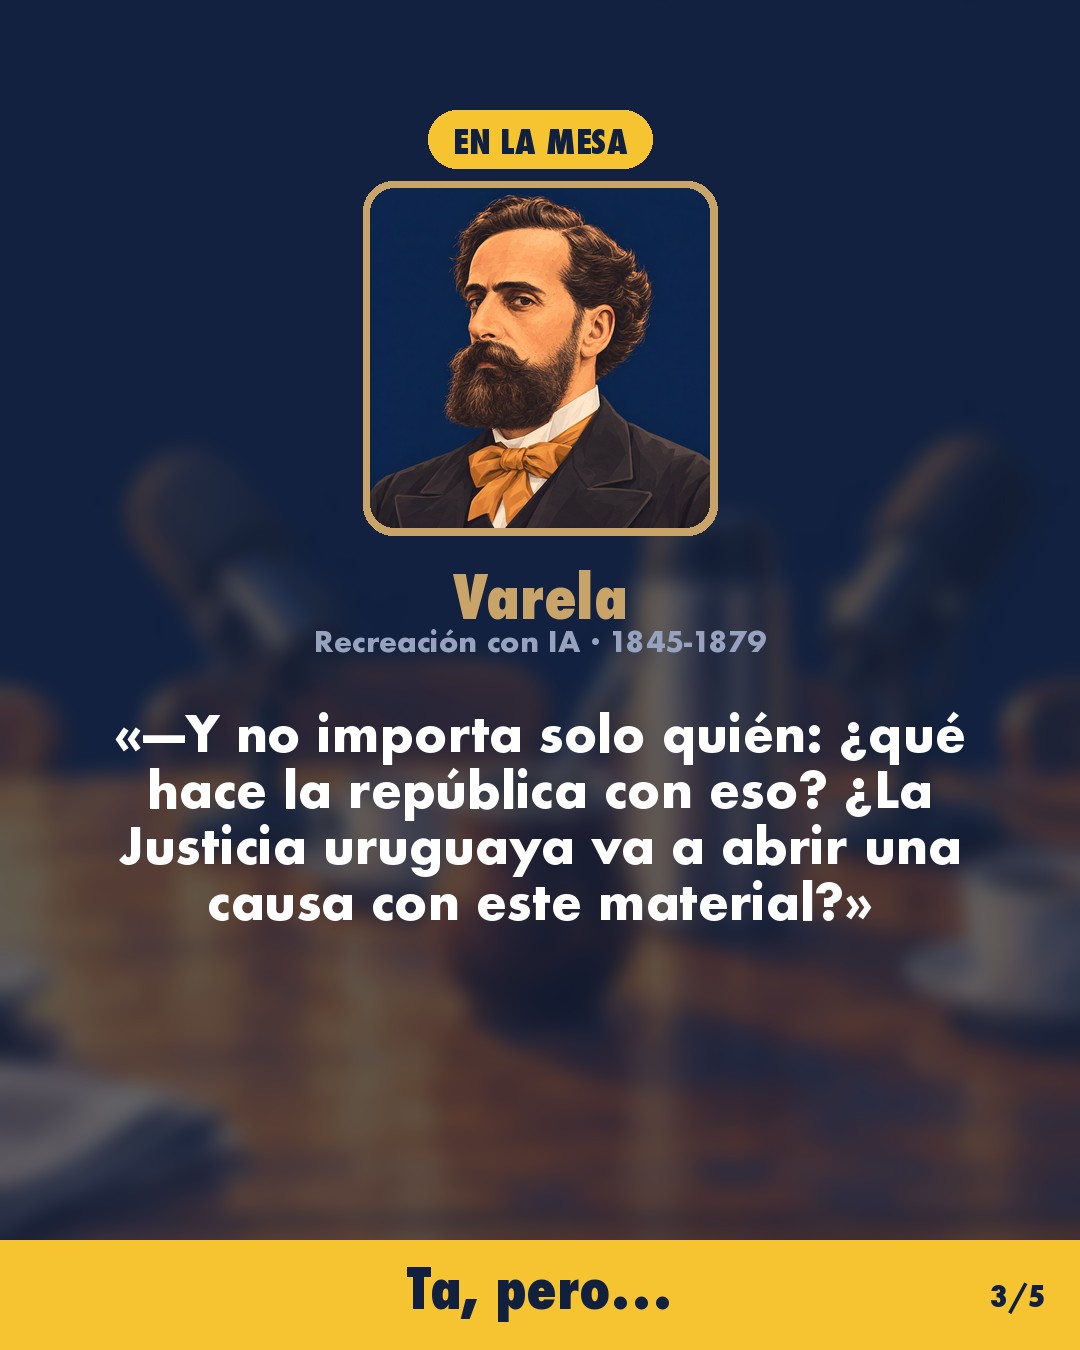 EN LA MESA
Varela
Recreación con IA • 1845-1879
«—Y no importa solo quién: ¿qué
hace la república con eso? ¿La
Justicia uruguaya va a abrir una
causa con este material?»
Ta, pero...
3/5